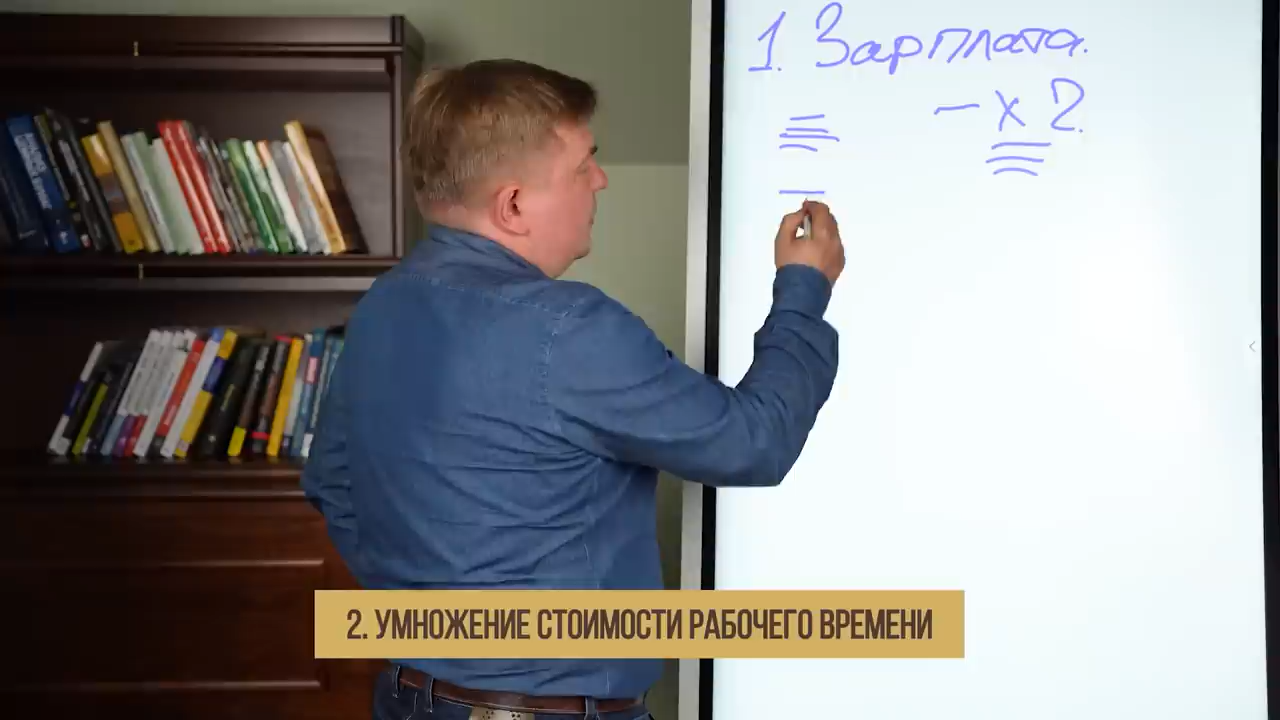 1. Зарплата.
- x 2.
2. УМНОЖЕНИЕ СТОИМОСТИ РАБОЧЕГО ВРЕМЕНИ